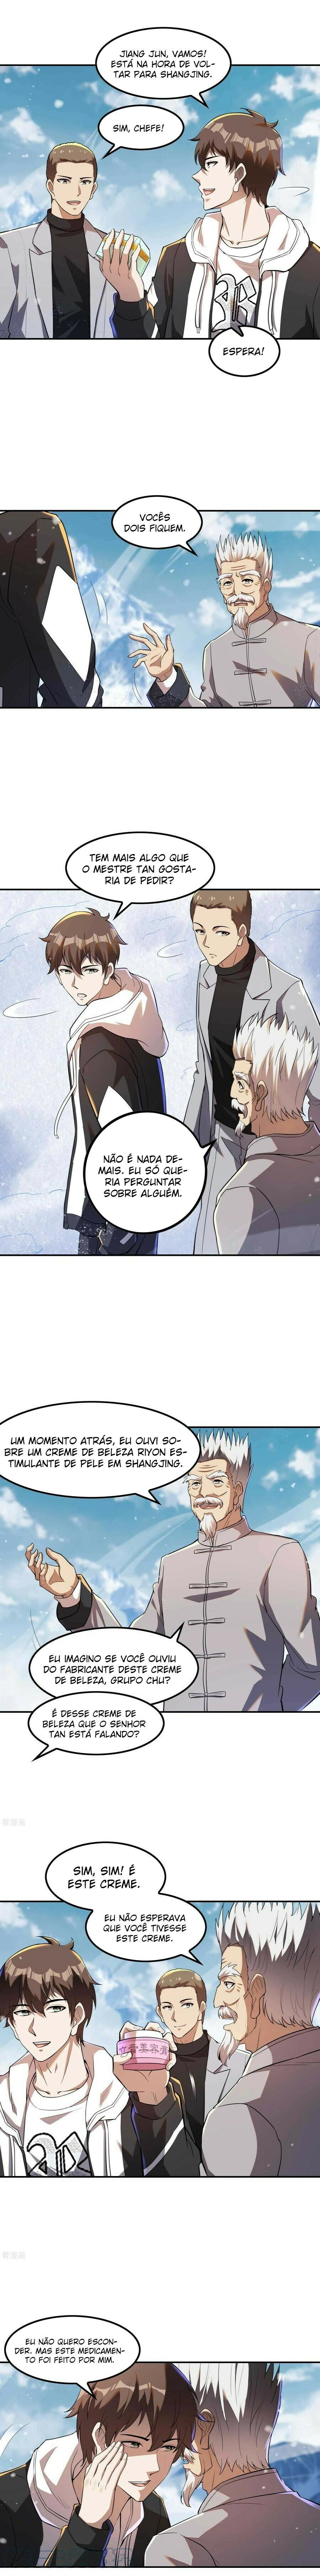 JIANG JUN, VAMOS!
ESTÁ NA HORA DE VOL-
TAR PARA SHANGJING.
SIM, CHEFE!
ESPERA!
VOCÊS
DOIS FIQUEM.
TEM MAIS ALGO QUE
O MESTRE TAN GOSTA-
RIA DE PEDIR?
NÃO É NADA DE-
MAIS. EU SÓ QUE-
RIA PERGUNTAR
SOBRE ALGUÉM.
UM MOMENTO ATRÁS, EU OUVI SO-
BRE UM CREME DE BELEZA RIYON ES-
TIMULANTE DE PELE EM SHANGJING.
EU IMAGINO SE VOCÊ OUVIU
DO FABRICANTE DESTE CREME
DE BELEZA, GRUPO CHU?
É DESSE CREME DE
BELEZA QUE O SENHOR
TAN ESTÁ FALANDO?
SIM, SIM! É
ESTE CREME.
EU NÃO ESPERAVA
QUE VOCÊ TIVESSE
ESTE CREME.
EU NÃO QUERO ESCON-
DER. MAS ESTE MEDICAMEN-
TO FOI FEITO POR MIM.